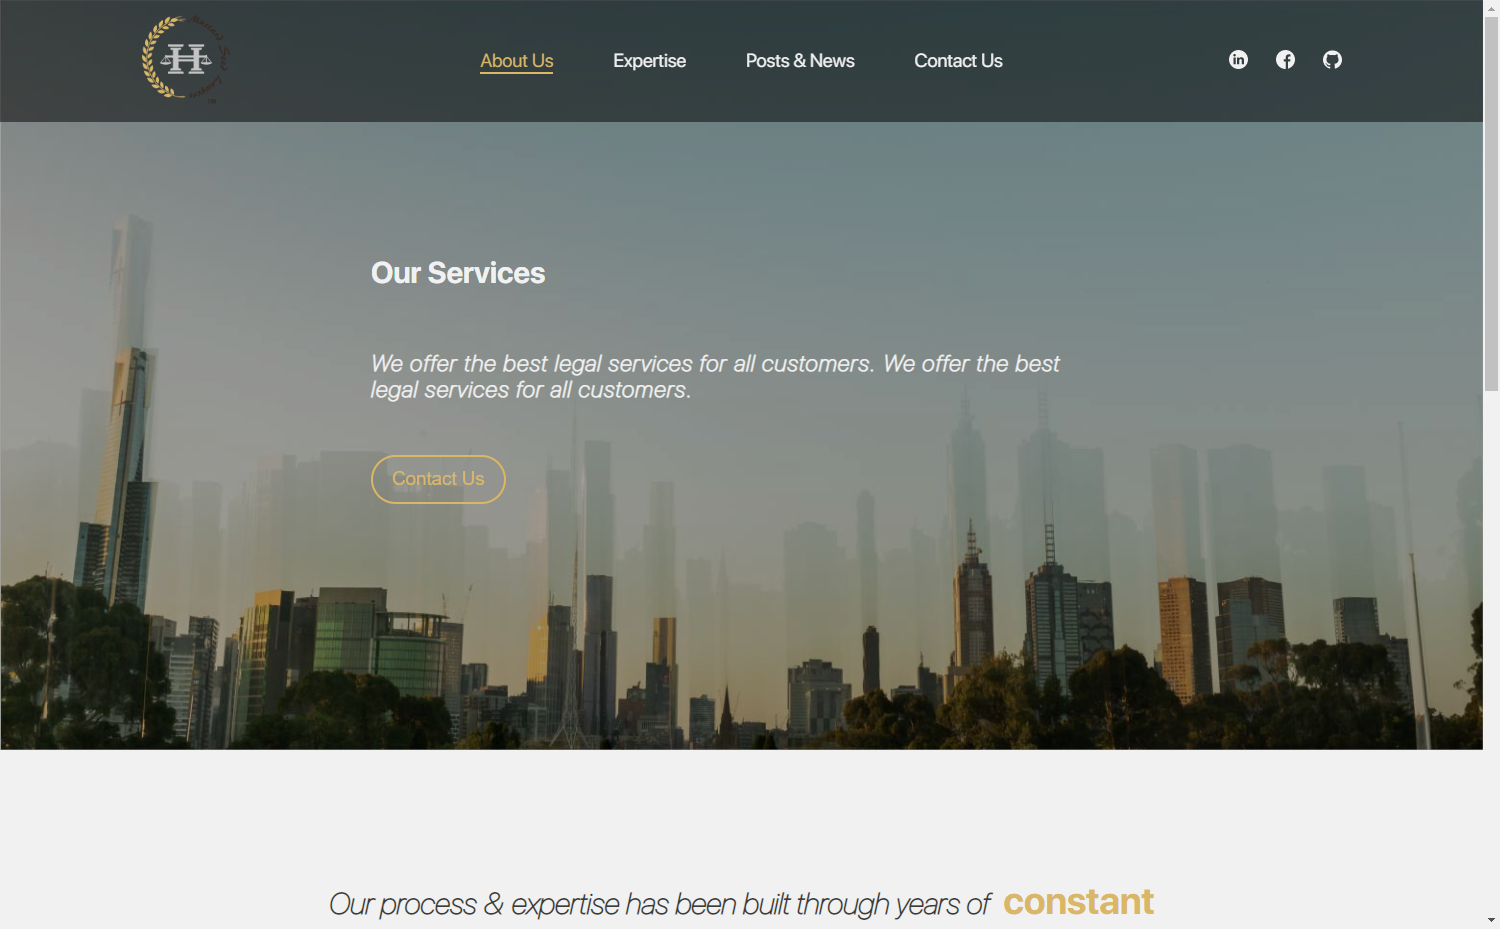 H
TM
About Us
Expertise
Posts & News
Contact Us
in
f
Our Services
We offer the best legal services for all customers. We offer the best
legal services for all customers.
Contact Us
Our process & expertise has been built through years of constant